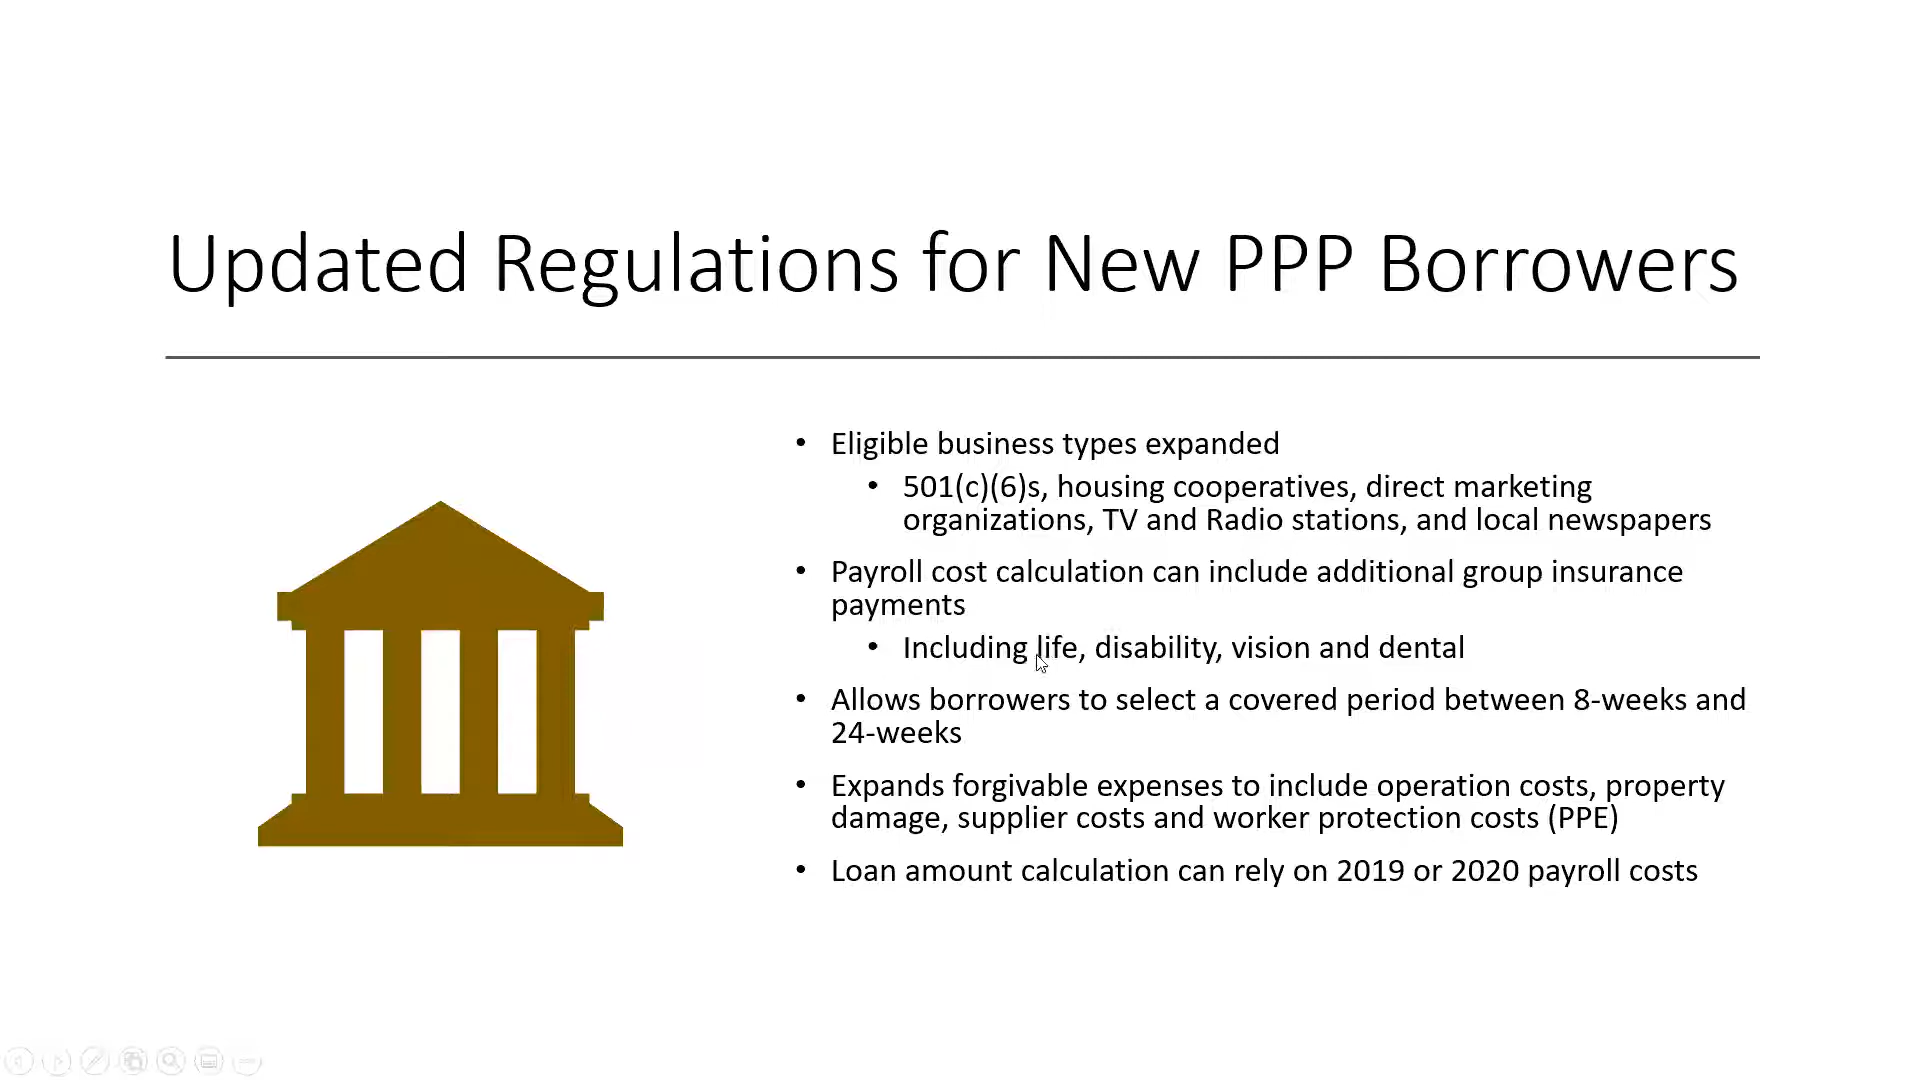 Updated Regulations for New PPP Borrowers
• Eligible business types expanded
• 501(c)(6)s, housing cooperatives, direct marketing
organizations, TV and Radio stations, and local newspapers
• Payroll cost calculation can include additional group insurance
payments
• Including life, disability, vision and dental
• Allows borrowers to select a covered period between 8-weeks and
24-weeks
• Expands forgivable expenses to include operation costs, property
damage, supplier costs and worker protection costs (PPE)
• Loan amount calculation can rely on 2019 or 2020 payroll costs